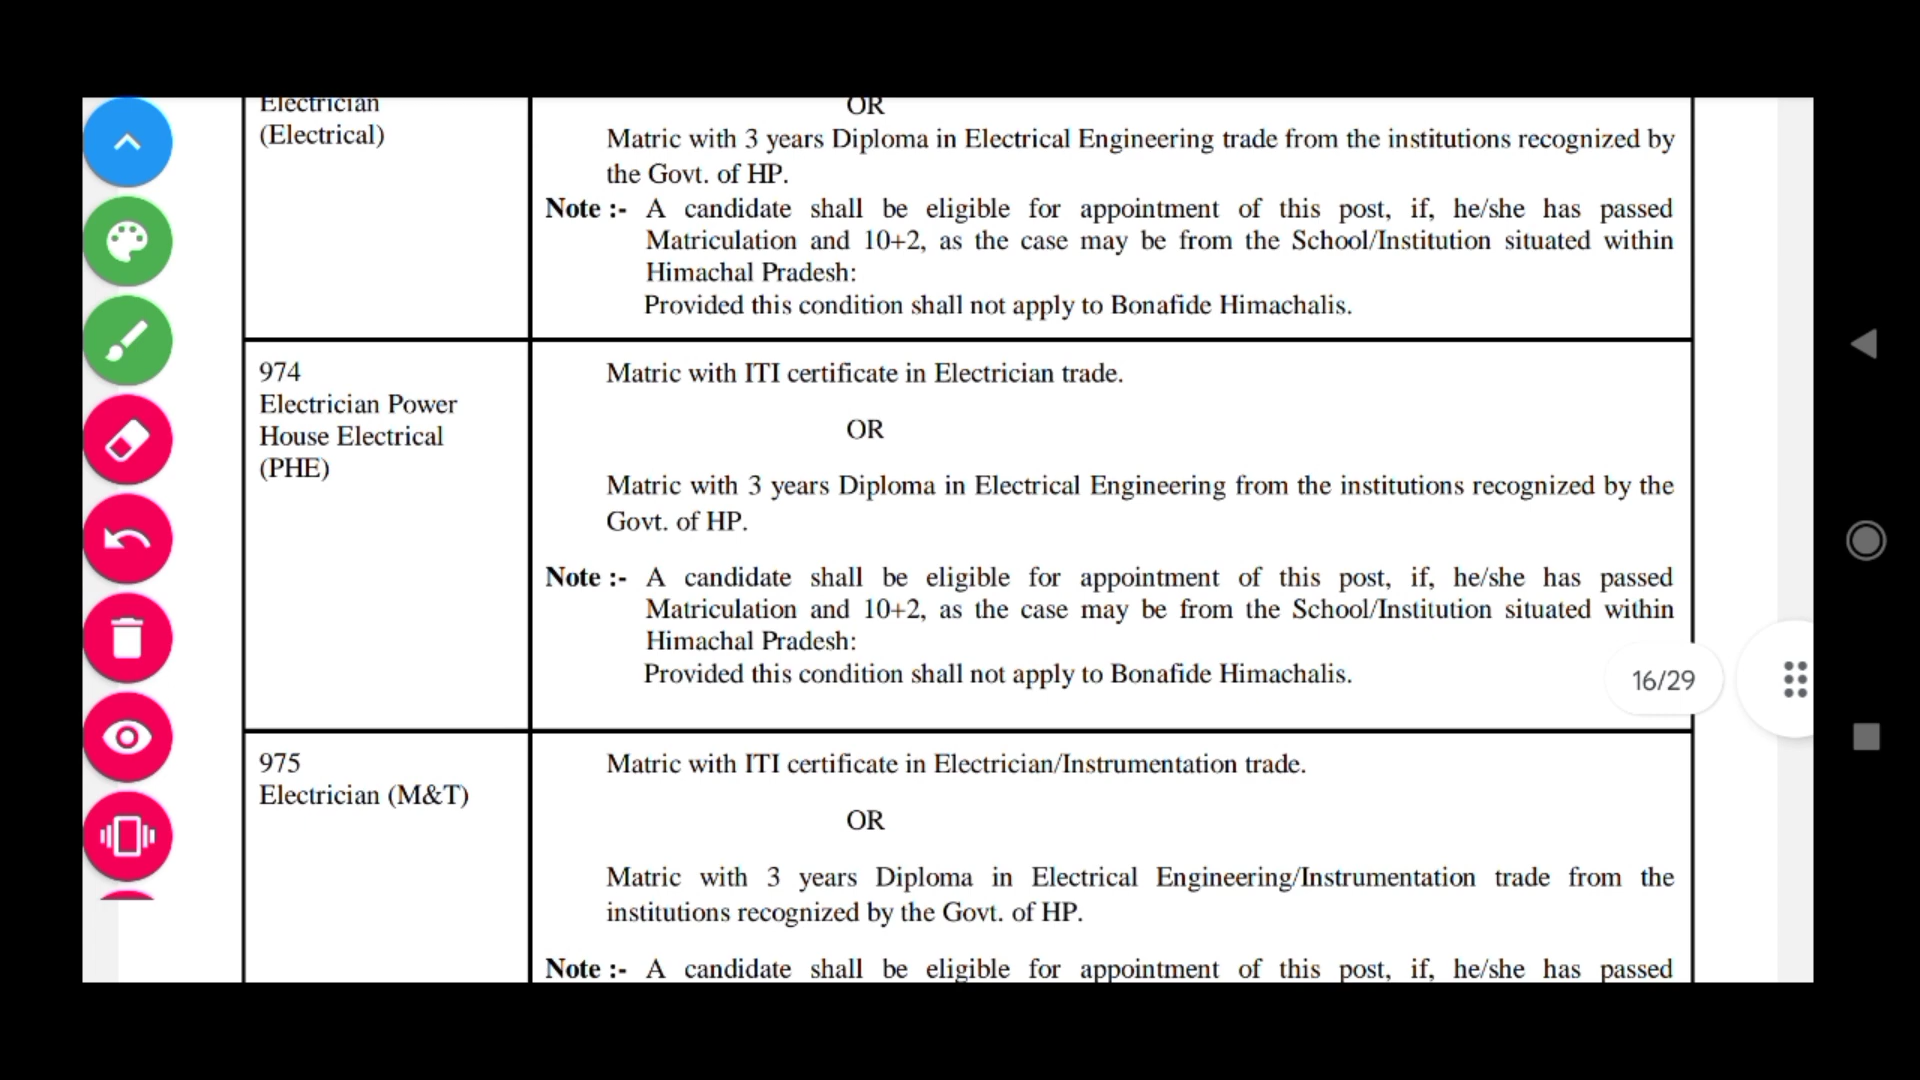 Electrician
(Electrical)
OR
Matric with 3 years Diploma in Electrical Engineering trade from the institutions recognized by
the Govt. of HP.
Note :- A candidate shall be eligible for appointment of this post, if, he/she has passed
Matriculation and 10+2, as the case may be from the School/Institution situated within
Himachal Pradesh:
Provided this condition shall not apply to Bonafide Himachalis.
974
Electrician Power
House Electrical
(PHE)
Matric with ITI certificate in Electrician trade.
OR
Matric with 3 years Diploma in Electrical Engineering from the institutions recognized by the
Govt. of HP.
Note :- A candidate shall be eligible for appointment of this post, if, he/she has passed
Matriculation and 10+2, as the case may be from the School/Institution situated within
Himachal Pradesh:
Provided this condition shall not apply to Bonafide Himachalis.
16/29
975
Electrician (M&T)
Matric with ITI certificate in Electrician/Instrumentation trade.
OR
Matric with 3 years Diploma in Electrical Engineering/Instrumentation trade from the
institutions recognized by the Govt. of HP.
Note :- A candidate shall be eligible for appointment of this post, if, he/she has passed